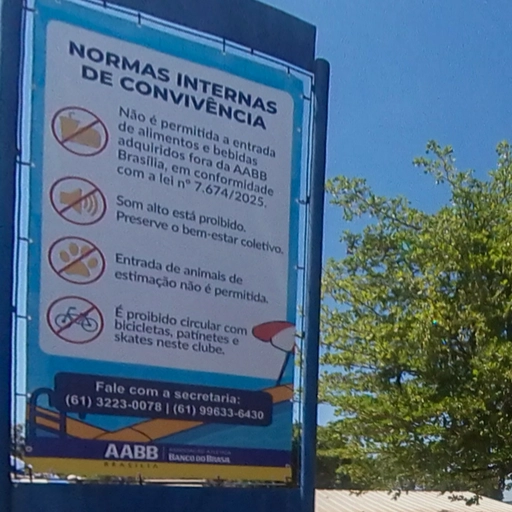 NORMAS INTERNAS
DE CONVIVÊNCIA
Não é permitida a entrada
de alimentos e bebidas
adquiridos fora da AABB
Brasília, em conformidade
com a lei nº 7.674/2025.
Som alto está proibido.
Preserve o bem-estar coletivo.
Entrada de animais de
estimação não é permitida.
É proibido circular com
bicicletas, patinetes e
skates neste clube.
Fale com a secretaria:
(61) 3223-0078 | (61) 99633-6430
AABB
BRASÍLIA
BANCO DO BRASIL